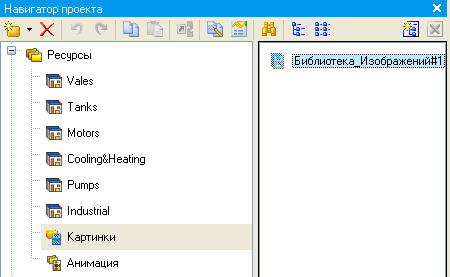 Навигатор проекта
Ресурсы
Vales
Tanks
Motors
Cooling&Heating
Pumps
Industrial
Картинки
Анимация
Библиотека_Изображений#1